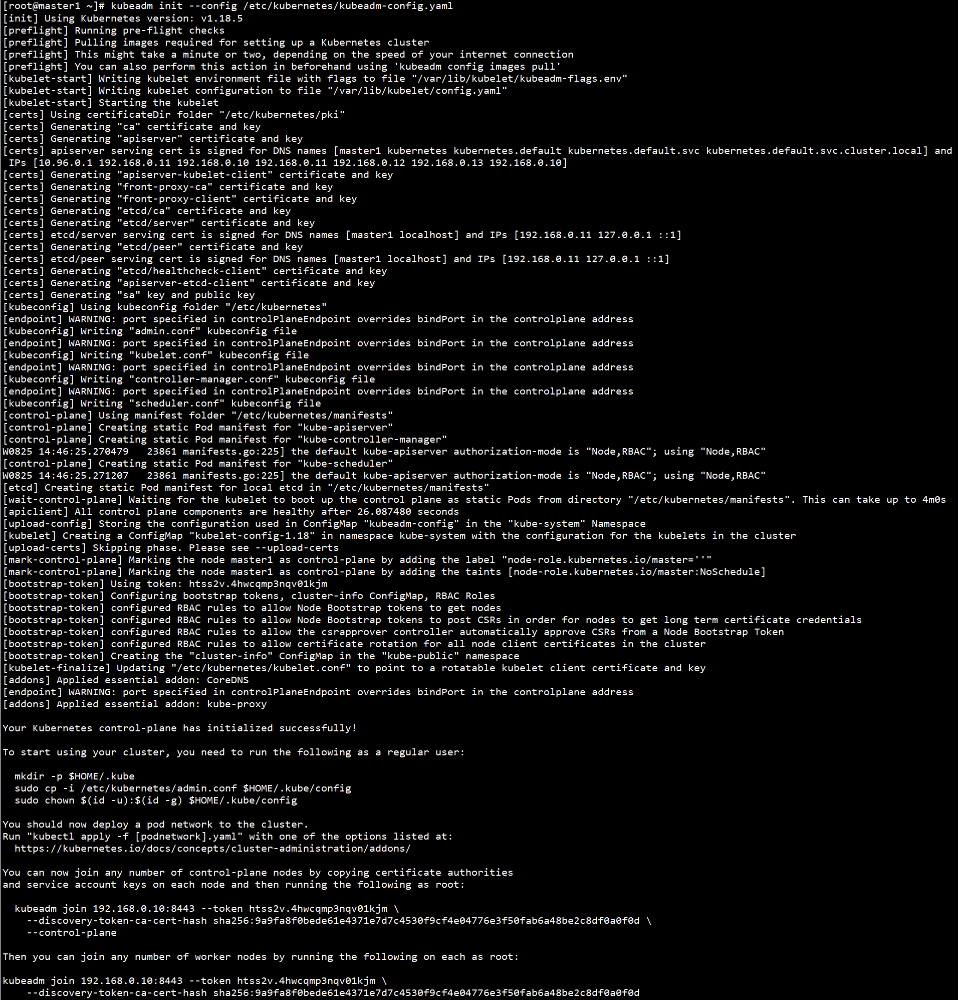 [root@master1 ~]# kubeadm init --config /etc/kubernetes/kubeadm-config.yaml
[init] Using Kubernetes version: v1.18.5
[preflight] Running pre-flight checks
[preflight] Pulling images required for setting up a Kubernetes cluster
[preflight] This might take a minute or two, depending on the speed of your internet connection
[preflight] You can also perform this action in beforehand using 'kubeadm config images pull'
[kubelet-start] Writing kubelet environment file with flags to file "/var/lib/kubelet/kubeadm-flags.env"
[kubelet-start] Writing kubelet configuration to file "/var/lib/kubelet/config.yaml"
[kubelet-start] Starting the kubelet
[certs] Using certificateDir folder "/etc/kubernetes/pki"
[certs] Generating "ca" certificate and key
[certs] Generating "apiserver" certificate and key
[certs] apiserver serving cert is signed for DNS names [master1 kubernetes kubernetes.default kubernetes.default.svc kubernetes.default.svc.cluster.local] and
 IPs [10.96.0.1 192.168.0.11 192.168.0.10 192.168.0.11 192.168.0.12 192.168.0.13 192.168.0.10]
[certs] Generating "apiserver-kubelet-client" certificate and key
[certs] Generating "front-proxy-ca" certificate and key
[certs] Generating "front-proxy-client" certificate and key
[certs] Generating "etcd/ca" certificate and key
[certs] Generating "etcd/server" certificate and key
[certs] etcd/server serving cert is signed for DNS names [master1 localhost] and IPs [192.168.0.11 127.0.0.1 ::1]
[certs] Generating "etcd/peer" certificate and key
[certs] etcd/peer serving cert is signed for DNS names [master1 localhost] and IPs [192.168.0.11 127.0.0.1 ::1]
[certs] Generating "etcd/healthcheck-client" certificate and key
[certs] Generating "apiserver-etcd-client" certificate and key
[certs] Generating "sa" key and public key
[kubeconfig] Using kubeconfig folder "/etc/kubernetes"
[endpoint] WARNING: port specified in controlPlaneEndpoint overrides bindPort in the controlplane address
[kubeconfig] Writing "admin.conf" kubeconfig file
[endpoint] WARNING: port specified in controlPlaneEndpoint overrides bindPort in the controlplane address
[kubeconfig] Writing "kubelet.conf" kubeconfig file
[endpoint] WARNING: port specified in controlPlaneEndpoint overrides bindPort in the controlplane address
[kubeconfig] Writing "controller-manager.conf" kubeconfig file
[endpoint] WARNING: port specified in controlPlaneEndpoint overrides bindPort in the controlplane address
[kubeconfig] Writing "scheduler.conf" kubeconfig file
[control-plane] Using manifest folder "/etc/kubernetes/manifests"
[control-plane] Creating static Pod manifest for "kube-apiserver"
[control-plane] Creating static Pod manifest for "kube-controller-manager"
W0825 14:46:25.270479   23861 manifests.go:225] the default kube-apiserver authorization-mode is "Node,RBAC"; using "Node,RBAC"
[control-plane] Creating static Pod manifest for "kube-scheduler"
W0825 14:46:25.271207   23861 manifests.go:225] the default kube-apiserver authorization-mode is "Node,RBAC"; using "Node,RBAC"
[etcd] Creating static Pod manifest for local etcd in "/etc/kubernetes/manifests"
[wait-control-plane] Waiting for the kubelet to boot up the control plane as static Pods from directory "/etc/kubernetes/manifests". This can take up to 4m0s
[apiclient] All control plane components are healthy after 26.087480 seconds
[upload-config] Storing the configuration used in ConfigMap "kubeadm-config" in the "kube-system" Namespace
[kubelet] Creating a ConfigMap "kubelet-config-1.18" in namespace kube-system with the configuration for the kubelets in the cluster
[upload-certs] Skipping phase. Please see --upload-certs
[mark-control-plane] Marking the node master1 as control-plane by adding the label "node-role.kubernetes.io/master=''"
[mark-control-plane] Marking the node master1 as control-plane by adding the taints [node-role.kubernetes.io/master:NoSchedule]
[bootstrap-token] Using token: htss2v.4hwcqmp3nqv01kjm
[bootstrap-token] Configuring bootstrap tokens, cluster-info ConfigMap, RBAC Roles
[bootstrap-token] configured RBAC rules to allow Node Bootstrap tokens to get nodes
[bootstrap-token] configured RBAC rules to allow Node Bootstrap tokens to post CSRs in order for nodes to get long term certificate credentials
[bootstrap-token] configured RBAC rules to allow the csrapprover controller automatically approve CSRs from a Node Bootstrap Token
[bootstrap-token] configured RBAC rules to allow certificate rotation for all node client certificates in the cluster
[bootstrap-token] Creating the "cluster-info" ConfigMap in the "kube-public" namespace
[kubelet-finalize] Updating "/etc/kubernetes/kubelet.conf" to point to a rotatable kubelet client certificate and key
[addons] Applied essential addon: CoreDNS
[endpoint] WARNING: port specified in controlPlaneEndpoint overrides bindPort in the controlplane address
[addons] Applied essential addon: kube-proxy

Your Kubernetes control-plane has initialized successfully!

To start using your cluster, you need to run the following as a regular user:

  mkdir -p $HOME/.kube
  sudo cp -i /etc/kubernetes/admin.conf $HOME/.kube/config
  sudo chown $(id -u):$(id -g) $HOME/.kube/config

You should now deploy a pod network to the cluster.
Run "kubectl apply -f [podnetwork].yaml" with one of the options listed at:
  https://kubernetes.io/docs/concepts/cluster-administration/addons/

You can now join any number of control-plane nodes by copying certificate authorities
and service account keys on each node and then running the following as root:

  kubeadm join 192.168.0.10:8443 --token htss2v.4hwcqmp3nqv01kjm \
    --discovery-token-ca-cert-hash sha256:9a9fa8f0bede61e4371e7d7c4530f9cf4e04776e3f50fab6a48be2c8df0a0f0d \
    --control-plane

Then you can join any number of worker nodes by running the following on each as root:

kubeadm join 192.168.0.10:8443 --token htss2v.4hwcqmp3nqv01kjm \
    --discovery-token-ca-cert-hash sha256:9a9fa8f0bede61e4371e7d7c4530f9cf4e04776e3f50fab6a48be2c8df0a0f0d